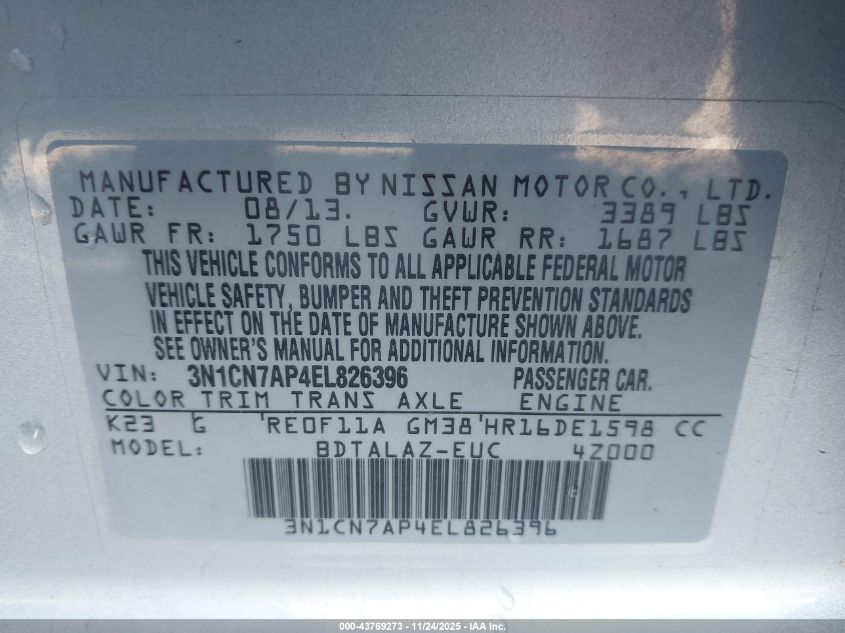 MANUFACTURED BY NISSAN MOTOR CO., LTD.
DATE: 08/13. GVWR: 3389 LBS
GAWR FR: 1750 LBS GAWR RR: 1687 LBS
THIS VEHICLE CONFORMS TO ALL APPLICABLE FEDERAL MOTOR
VEHICLE SAFETY, BUMPER AND THEFT PREVENTION STANDARDS
IN EFFECT ON THE DATE OF MANUFACTURE SHOWN ABOVE.
SEE OWNER'S MANUAL FOR ADDITIONAL INFORMATION.
VIN: 3N1CN7AP4EL826396 PASSENGER CAR.
COLOR TRIM TRANS AXLE ENGINE
K23 G RE0F11A GM38 HR16DE1598 CC
MODEL: BDTALAZ-EUC 4Z000
3N1CN7AP4EL826396
000-43769273 - 11/24/2025 - IAA Inc.